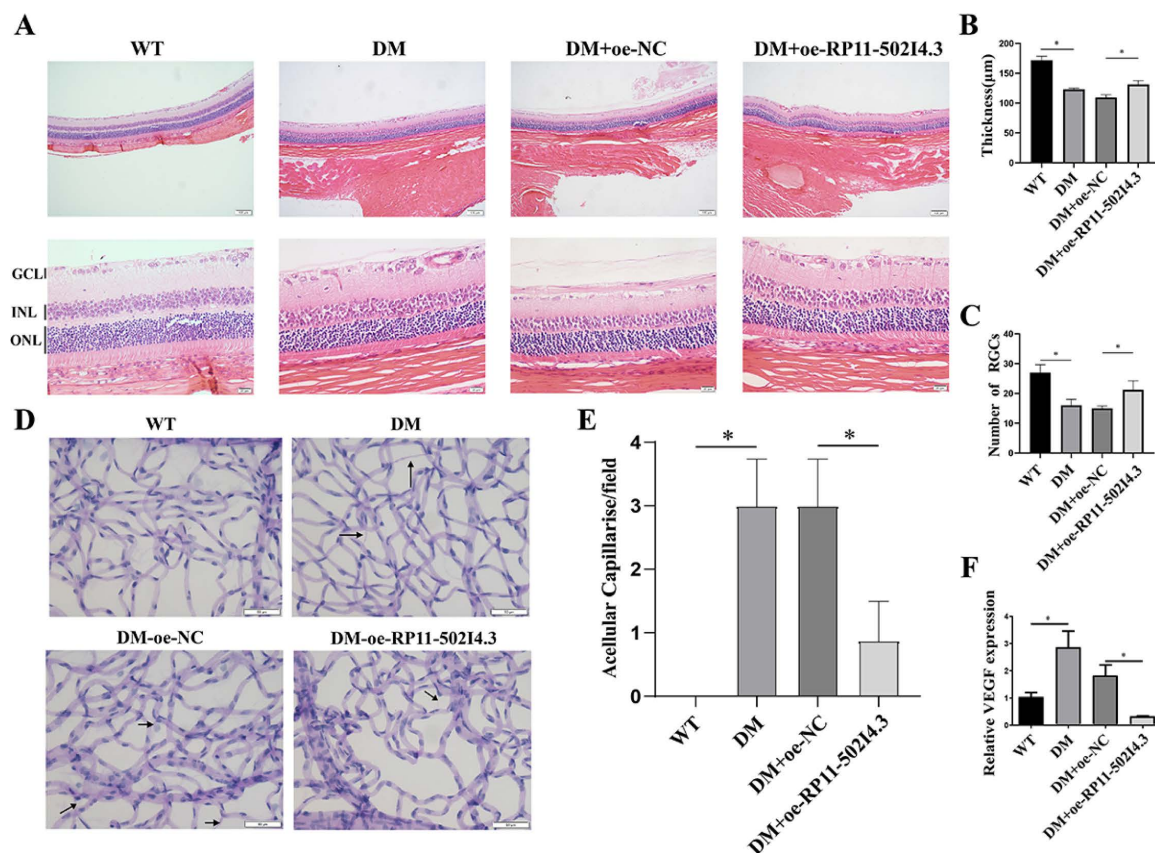 A
WT
DM
DM+oe-NC
DM+oe-RP11-502I4.3
GCL
INL
ONL
B
Thickness(μm)
200
150
100
50
0
*
*
WT
DM
DM+oe-NC
DM+oe-RP11-502I4.3
C
Number of RGCs
40
30
20
10
0
*
*
WT
DM
DM+oe-NC
DM+oe-RP11-502I4.3
D
WT
DM
DM-oe-NC
DM-oe-RP11-502I4.3
E
Acellular Capillarise/field
4
3
2
1
0
*
*
WT
DM
DM+oe-NC
DM+oe-RP11-502I4.3
F
Relative VEGF expression
4
3
2
1
0
*
*
WT
DM
DM+oe-NC
DM+oe-RP11-502I4.3